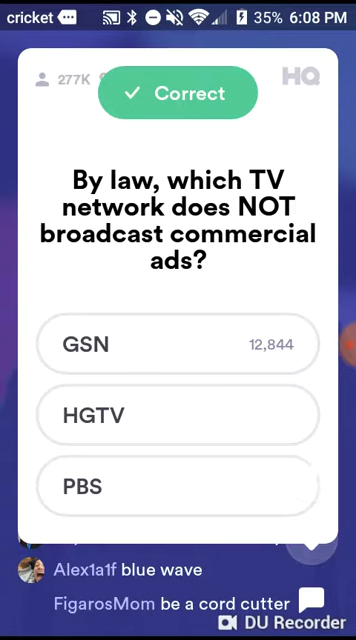 cricket 35% 6:08 PM
277K HQ
Correct
By law, which TV
network does NOT
broadcast commercial
ads?
GSN 12,844
HGTV
PBS
Alex1a1f blue wave
FigarosMom be a cord cutter
DU Recorder